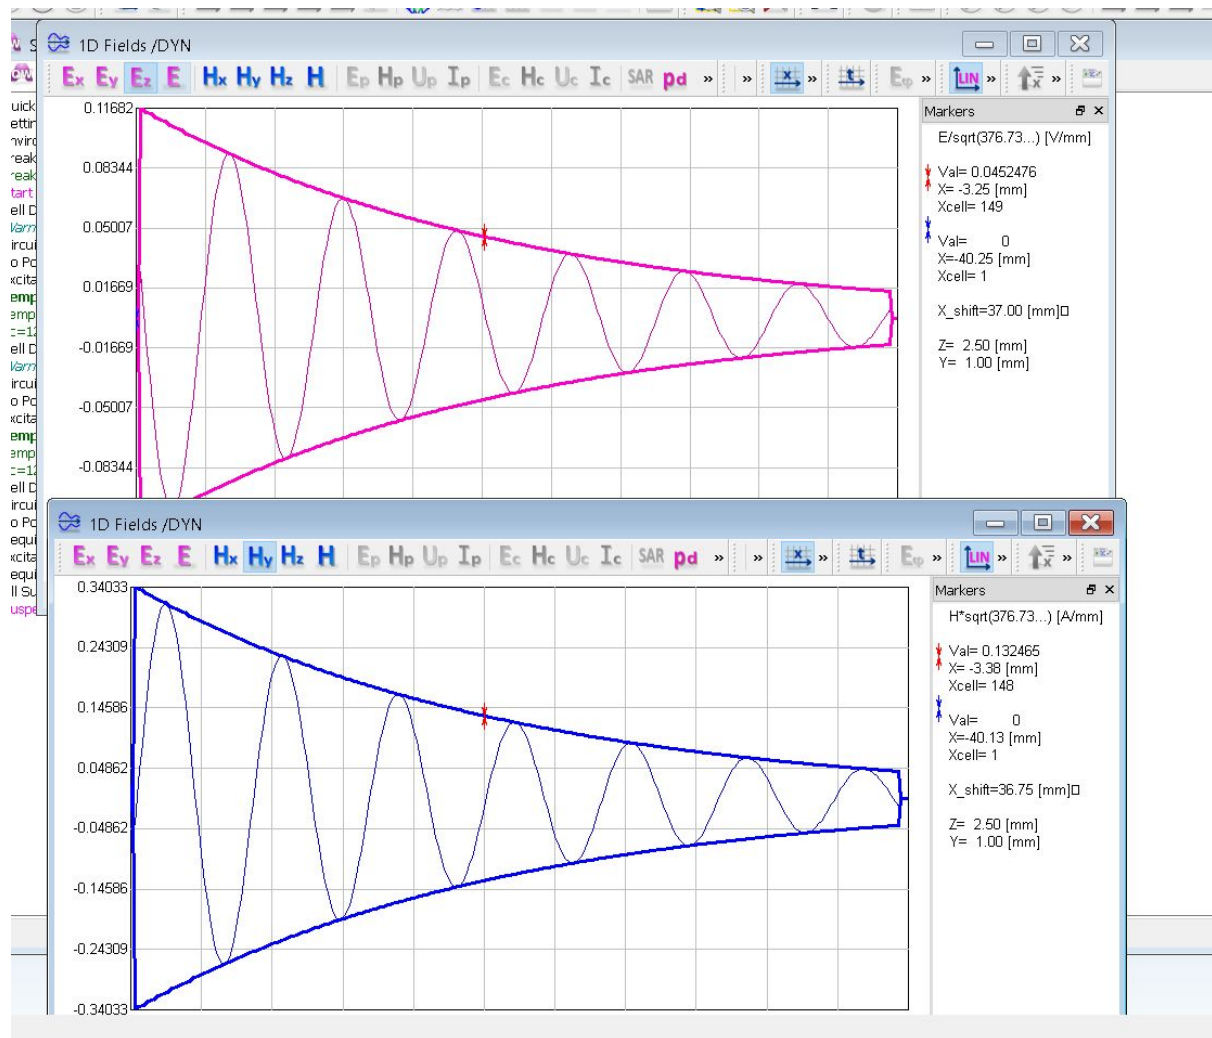 1D Fields /DYN
Ex Ey Ez E Hx Hy Hz H Ep Hp Up Ip Ec Hc Uc Ic SAR pd » » x » t Eφ » LIN » x »
0.11682
0.08344
0.05007
0.01669
-0.01669
-0.05007
-0.08344
Markers
E/sqrt(376.73...) [V/mm]
Val= 0.0452476
X= -3.25 [mm]
Xcell= 149
Val= 0
X=-40.25 [mm]
Xcell= 1
X_shift=37.00 [mm]□
Z= 2.50 [mm]
Y= 1.00 [mm]
1D Fields /DYN
Ex Ey Ez E Hx Hy Hz H Ep Hp Up Ip Ec Hc Uc Ic SAR pd » » x » t Eφ » LIN » x »
0.34033
0.24309
0.14586
0.04862
-0.04862
-0.14586
-0.24309
-0.34033
Markers
H*sqrt(376.73...) [A/mm]
Val= 0.132465
X= -3.38 [mm]
Xcell= 148
Val= 0
X=-40.13 [mm]
Xcell= 1
X_shift=36.75 [mm]□
Z= 2.50 [mm]
Y= 1.00 [mm]